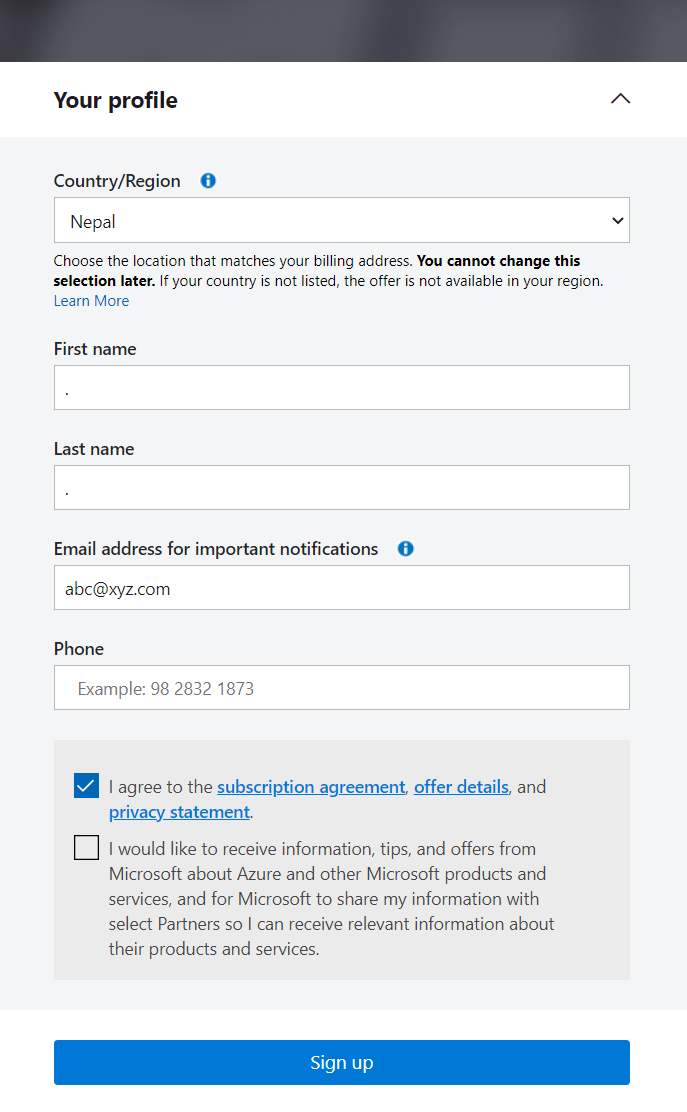 Your profile
Country/Region
Nepal
Choose the location that matches your billing address. You cannot change this
selection later. If your country is not listed, the offer is not available in your region.
Learn More
First name
.
Last name
.
Email address for important notifications
abc@xyz.com
Phone
Example: 98 2832 1873
I agree to the subscription agreement, offer details, and
privacy statement.
I would like to receive information, tips, and offers from
Microsoft about Azure and other Microsoft products and
services, and for Microsoft to share my information with
select Partners so I can receive relevant information about
their products and services.
Sign up